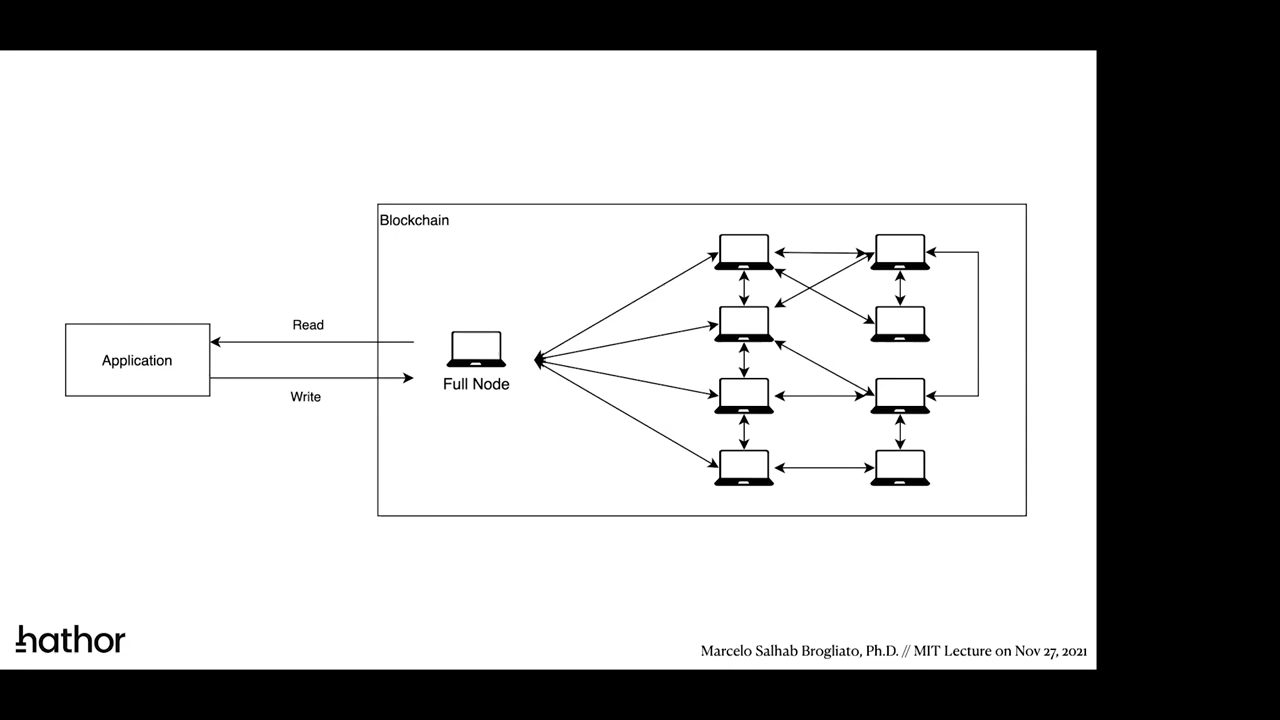 Blockchain
Read
Application
Full Node
Write
hathor
Marcelo Salhab Brogliato, Ph.D. // MIT Lecture on Nov 27, 2021